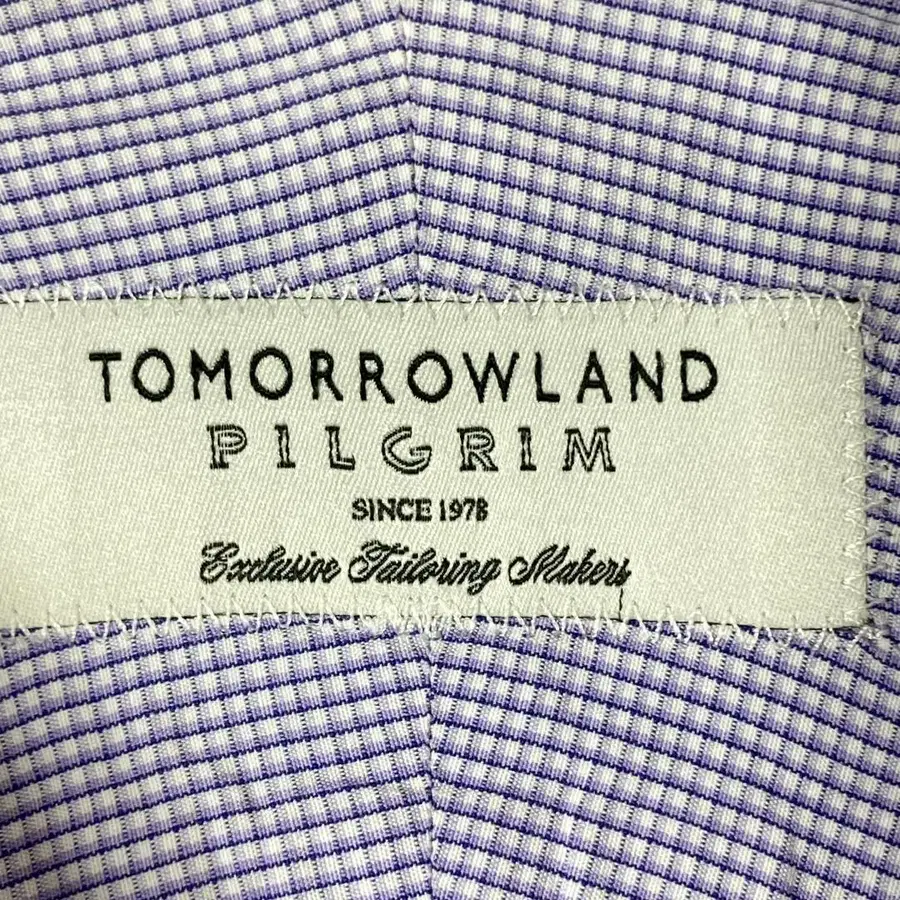 TOMORROWLAND
PILGRIM
SINCE 1978
Exclusive Tailoring Makers